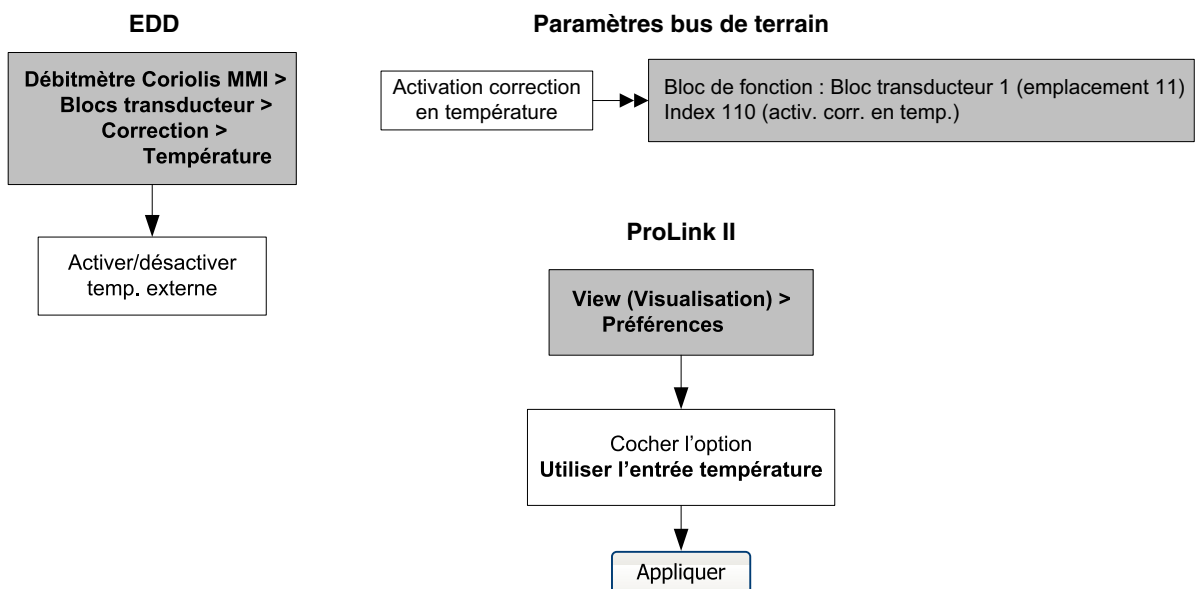 EDD
Débitmètre Coriolis MMI >
Blocs transducteur >
Correction >
Température
Activer/désactiver
temp. externe
Paramètres bus de terrain
Activation correction
en température
Bloc de fonction : Bloc transducteur 1 (emplacement 11)
Index 110 (activ. corr. en temp.)
ProLink II
View (Visualisation) >
Préférences
Cocher l’option
Utiliser l’entrée température
Appliquer